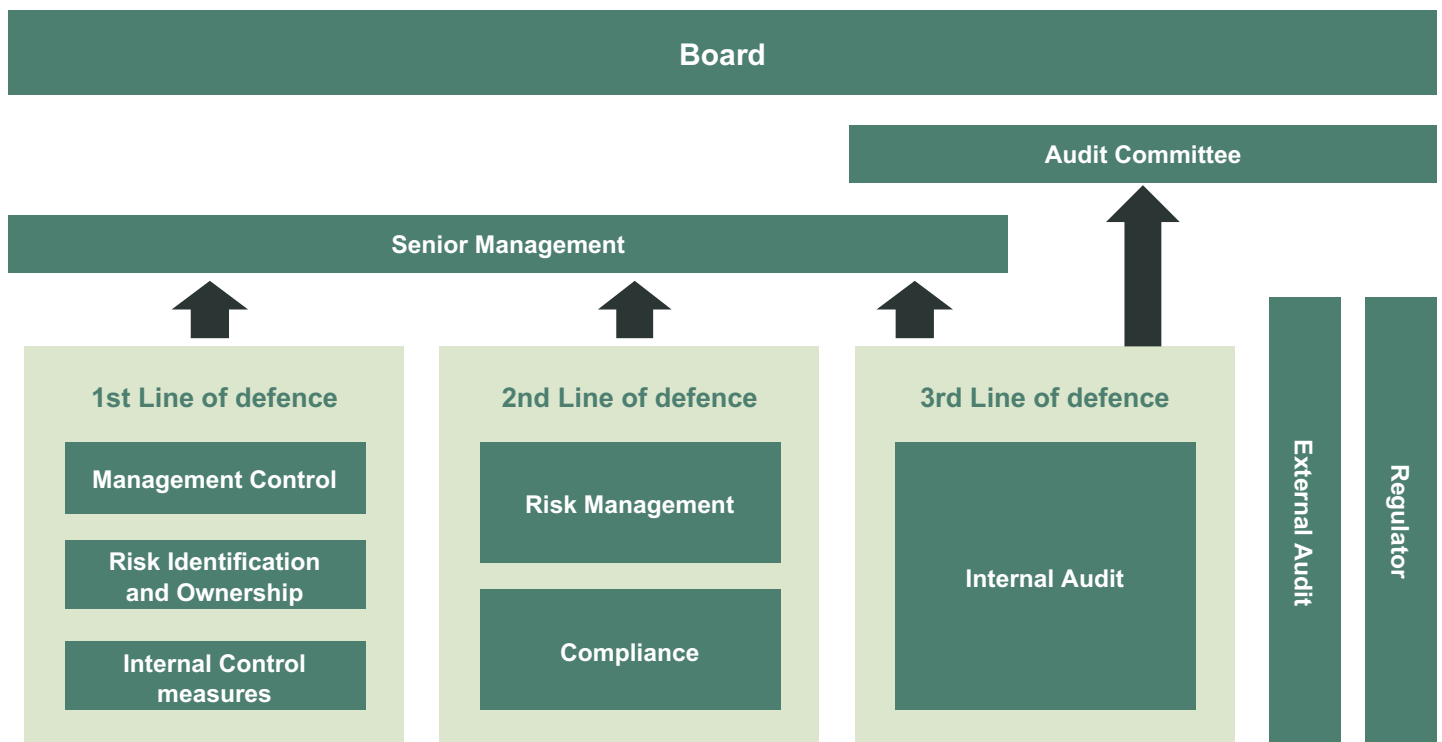 Board
Audit Committee
Senior Management
1st Line of defence
Management Control
Risk Identification
and Ownership
Internal Control
measures
2nd Line of defence
Risk Management
Compliance
3rd Line of defence
Internal Audit
External Audit
Regulator